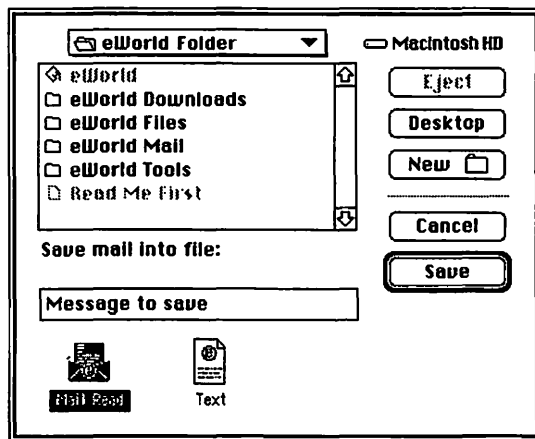 eWorld Folder
Macintosh HD
eWorld
eWorld Downloads
eWorld Files
eWorld Mail
eWorld Tools
Read Me First
Eject
Desktop
New
Cancel
Save
Save mail into file:
Message to save
Mail Read
Text